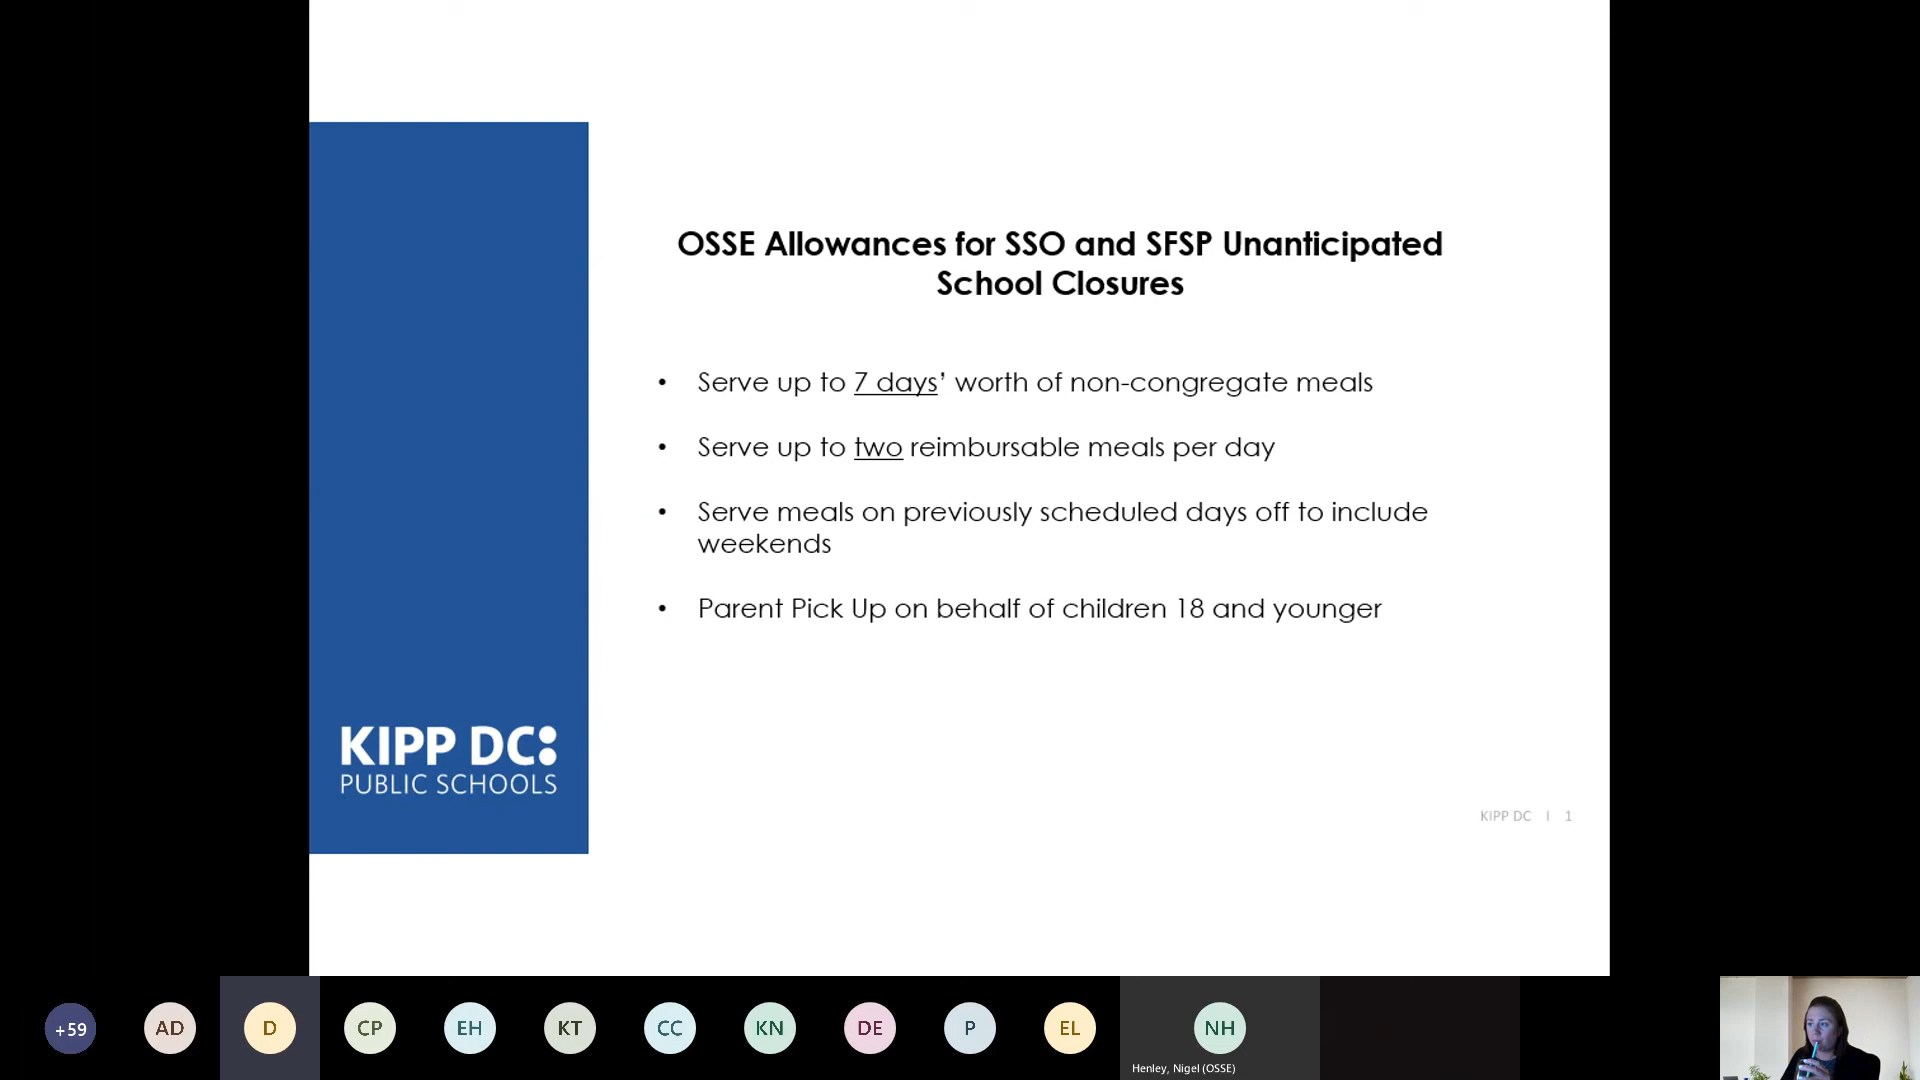 OSSE Allowances for SSO and SFSP Unanticipated
School Closures
• Serve up to 7 days’ worth of non-congregate meals
• Serve up to two reimbursable meals per day
• Serve meals on previously scheduled days off to include
weekends
• Parent Pick Up on behalf of children 18 and younger
KIPP DC:
PUBLIC SCHOOLS
KIPP DC | 1
+59
AD
D
CP
EH
KT
CC
KN
DE
P
EL
NH
Henley, Nigel (OSSE)